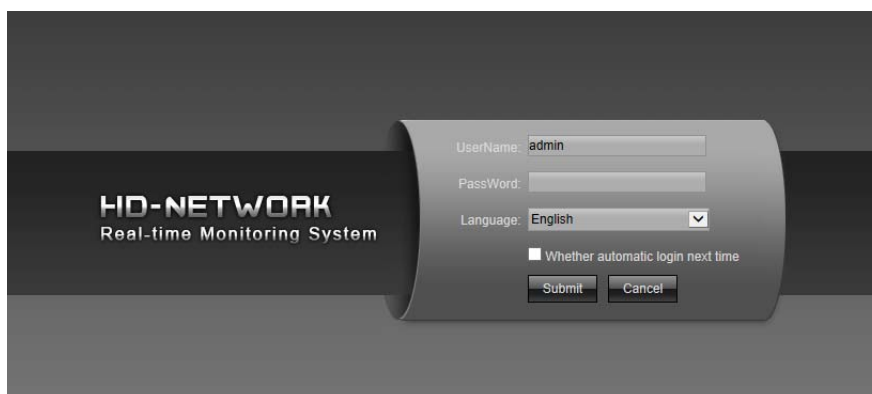 HD-NETWORK
Real-time Monitoring System
UserName: admin
PassWord:
Language: English
Whether automatic login next time
Submit Cancel